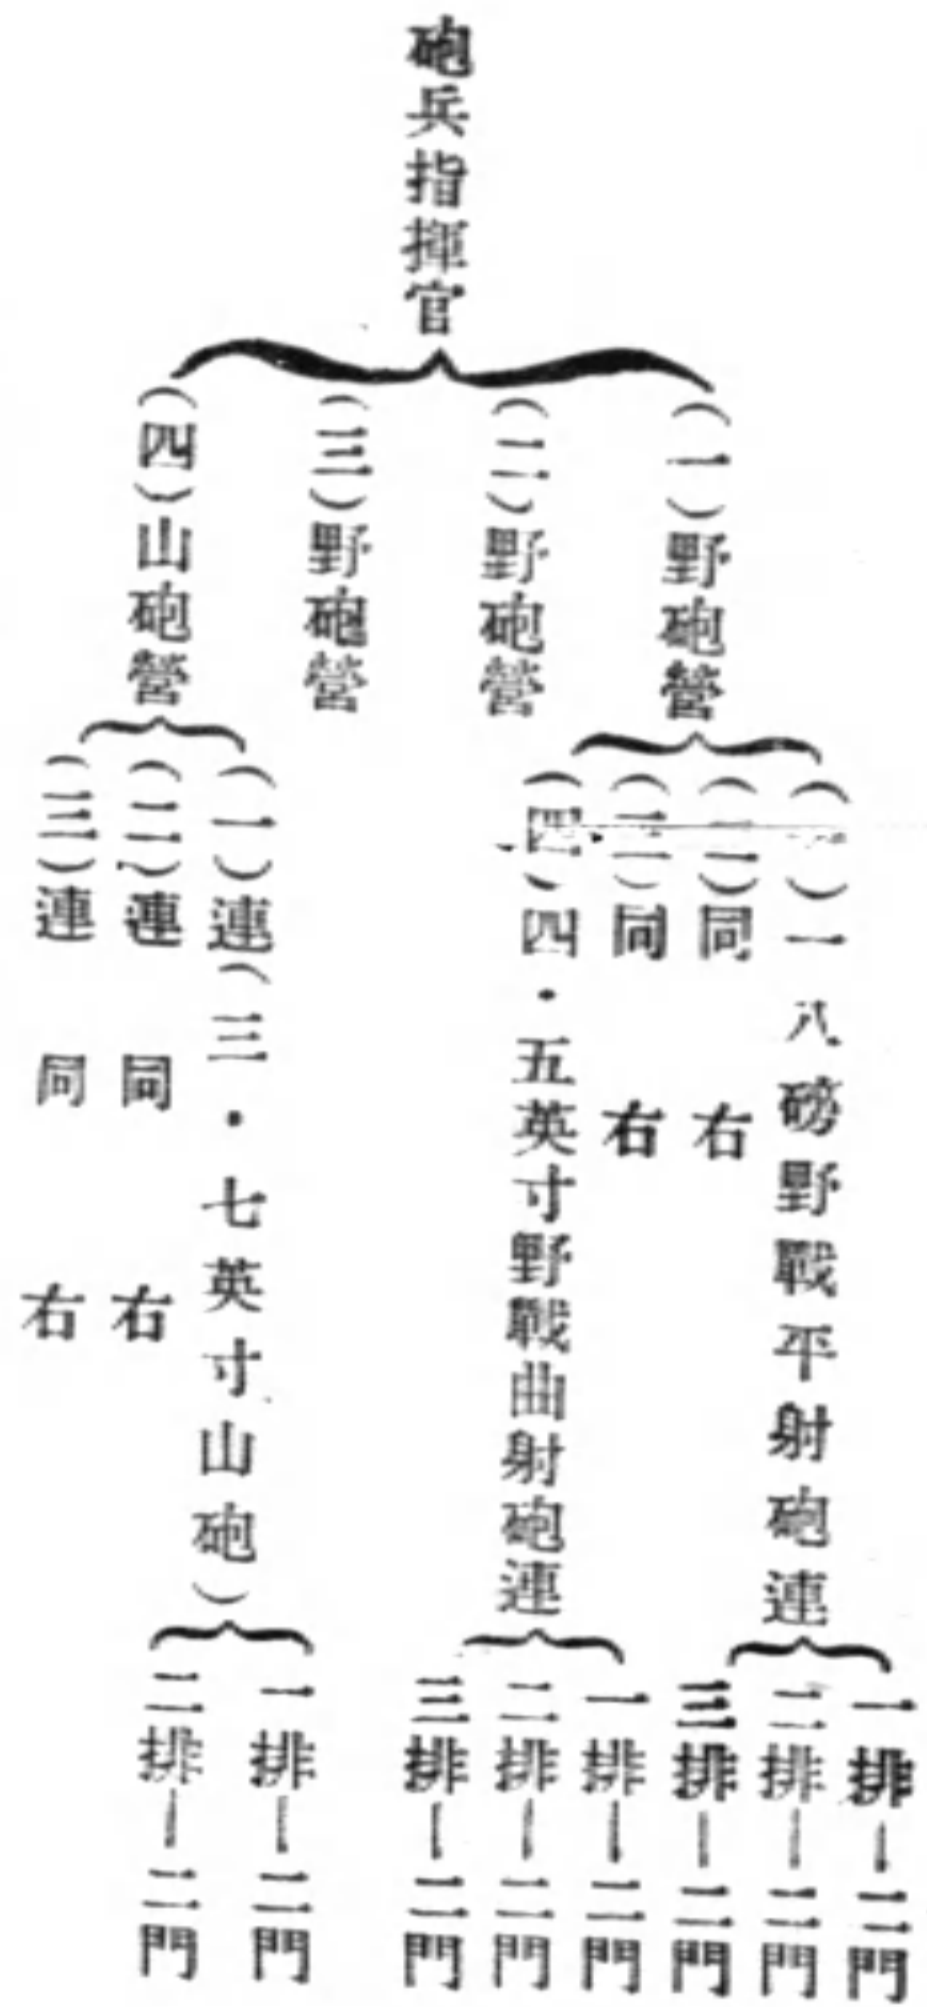 砲兵指揮官
(一)野砲營
(一)一八磅野戰平射砲連
一排—二門
二排—二門
三排—二門
(二)同右
(三)同右
(四)四·五英寸野戰曲射砲連
一排—二門
二排—二門
三排—二門
(二)野砲營
(三)野砲營
(四)山砲營
(一)連(三·七英寸山砲)
一排—二門
二排—二門
(二)連同右
(三)連同右